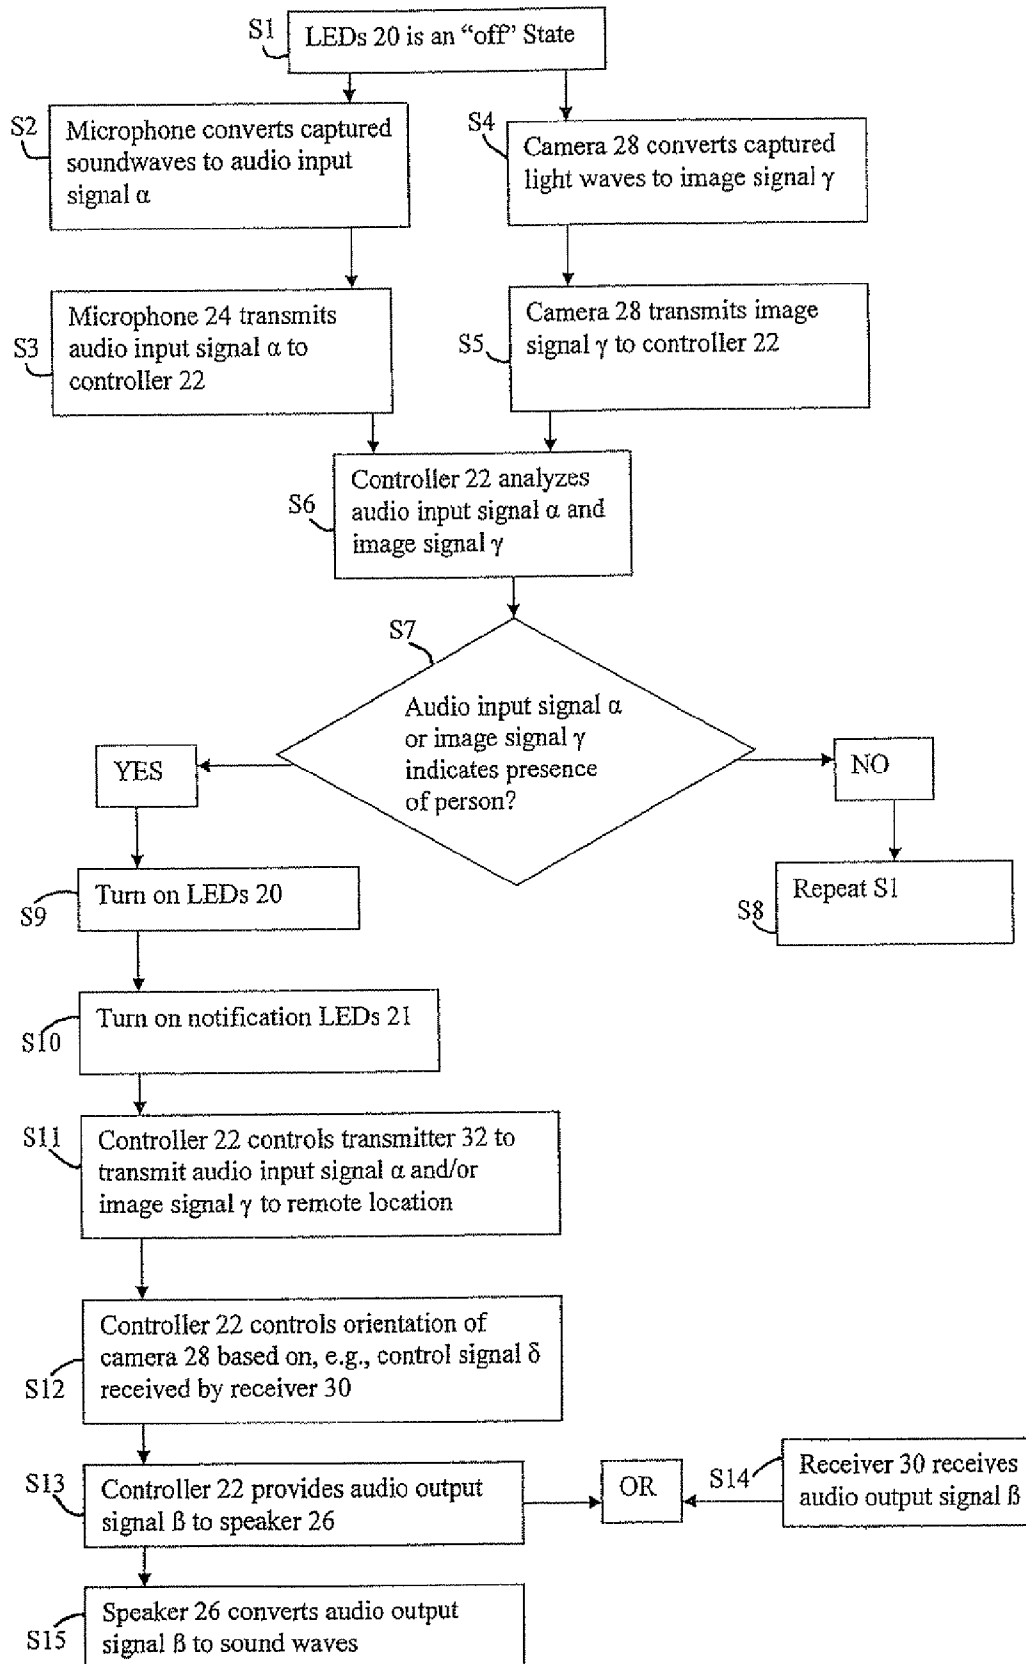 S1
LEDs 20 is an “off” State
S2
Microphone converts captured
soundwaves to audio input
signal α
S4
Camera 28 converts captured
light waves to image signal γ
S3
Microphone 24 transmits
audio input signal α to
controller 22
S5
Camera 28 transmits image
signal γ to controller 22
S6
Controller 22 analyzes
audio input signal α and
image signal γ
S7
Audio input signal α
or image signal γ
indicates presence
of person?
YES
NO
S9
Turn on LEDs 20
S8
Repeat S1
S10
Turn on notification LEDs 21
S11
Controller 22 controls transmitter 32 to
transmit audio input signal α and/or
image signal γ to remote location
S12
Controller 22 controls orientation of
camera 28 based on, e.g., control signal δ
received by receiver 30
S13
Controller 22 provides audio output
signal ß to speaker 26
OR
S14
Receiver 30 receives
audio output signal ß
S15
Speaker 26 converts audio output
signal ß to sound waves